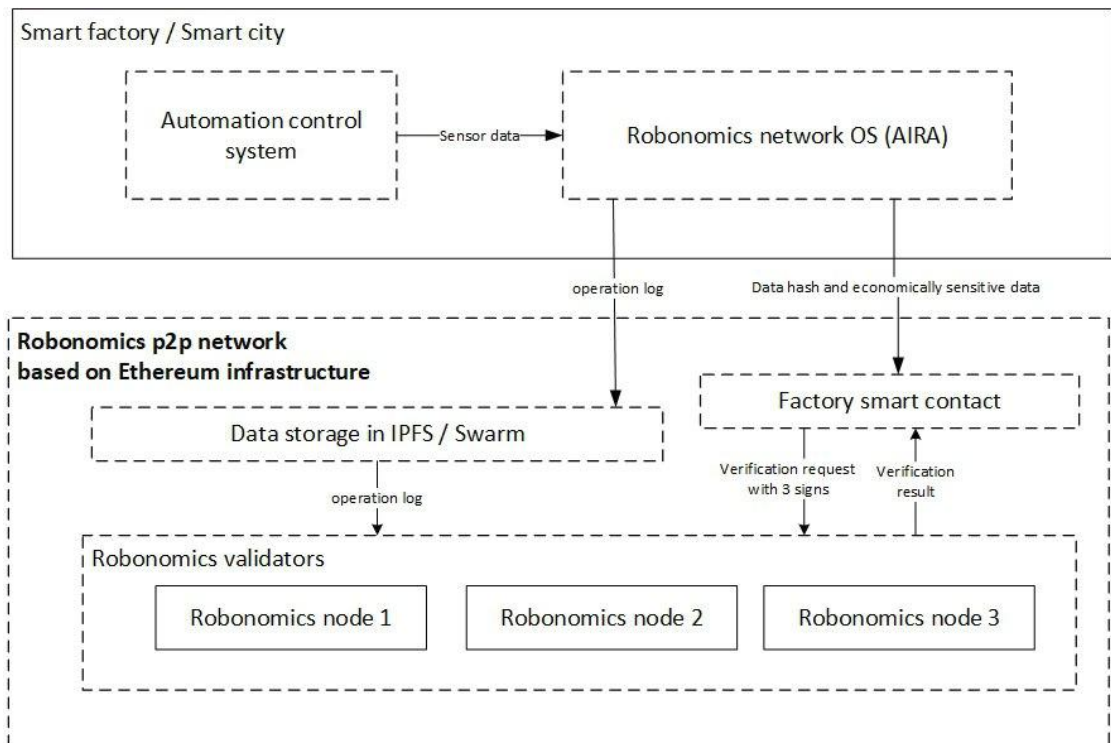 Smart factory / Smart city
Automation control
system
Sensor data
Robonomics network OS (AIRA)
operation log
Data hash and economically sensitive data
Robonomics p2p network
based on Ethereum infrastructure
Factory smart contact
Data storage in IPFS / Swarm
Verification request
with 3 signs
Verification
result
operation log
Robonomics validators
Robonomics node 1
Robonomics node 2
Robonomics node 3